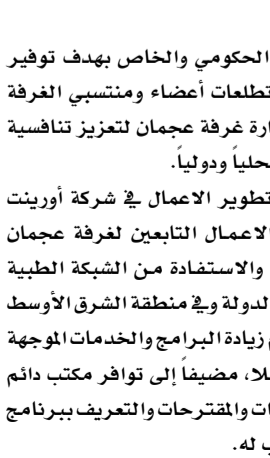 الحكومي والخاص بهدف توفير
تطلعات أعضاء ومنتسبي الغرفة
ارة غرفة عجمان لتعزيز تنافسية
حلياً ودولياً.
تطوير الاعمال في شركة أورينت
الاعمال التابعين لغرفة عجمان
والاستفادة من الشبكة الطبية
لدولة وفي منطقة الشرق الأوسط
زيادة البرامج والخدمات الموجهة
لا، مضيفاً إلى توافر مكتب دائم
ات والمقترحات والتعريف ببرنامج
له.